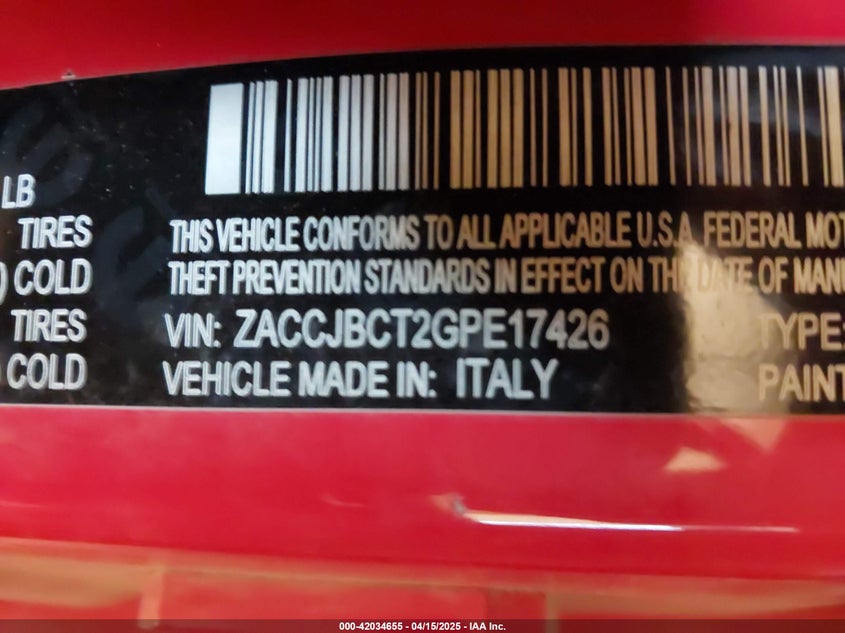 LB
TIRES
) COLD
TIRES
COLD
THIS VEHICLE CONFORMS TO ALL APPLICABLE U.S.A. FEDERAL MOT
THEFT PREVENTION STANDARDS IN EFFECT ON THE DATE OF MANU
VIN: ZACCJBCT2GPE17426 TYPE:
VEHICLE MADE IN: ITALY PAINT
000-42034655 - 04/15/2025 - IAA Inc.